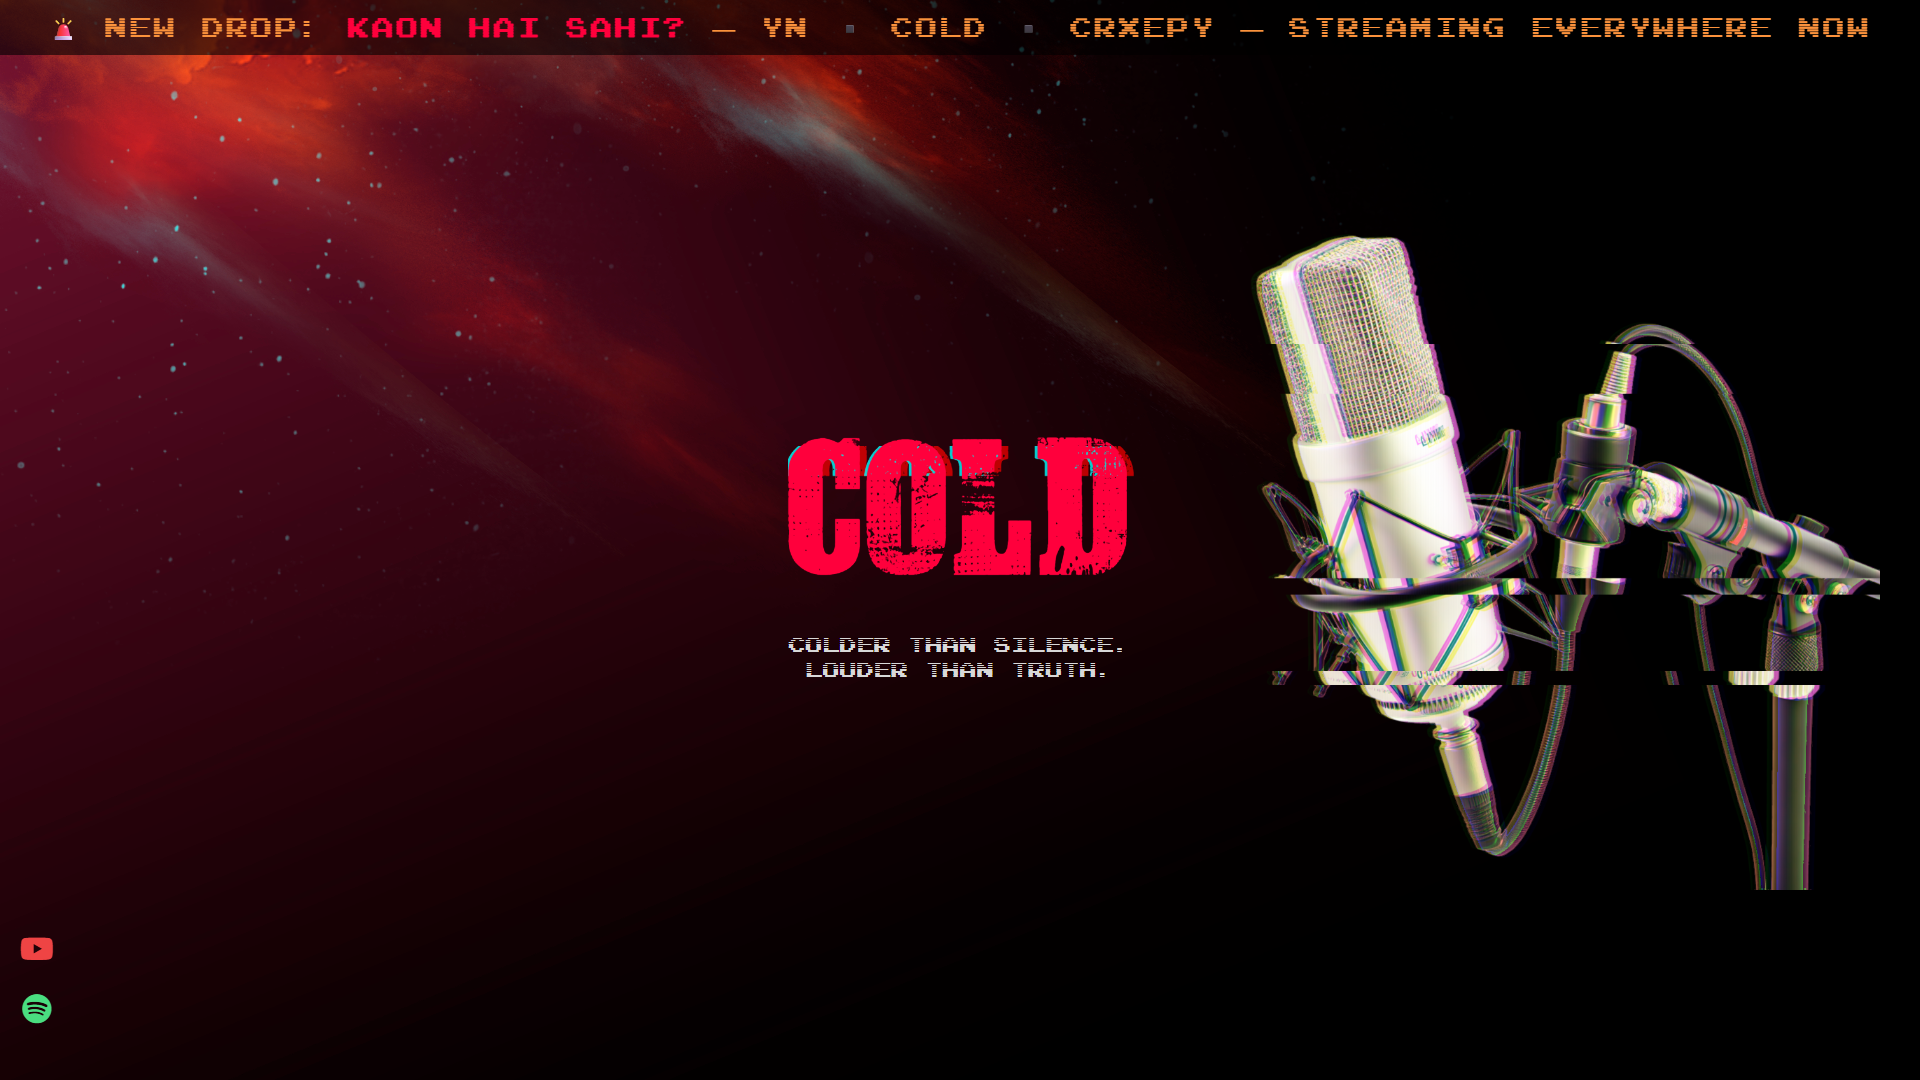 🚨 NEW DROP: KAON HAI SAHI? — YN ▪ COLD ▪ CRXEPY — STREAMING EVERYWHERE NOW
COLD
COLDER THAN SILENCE.
LOUDER THAN TRUTH.